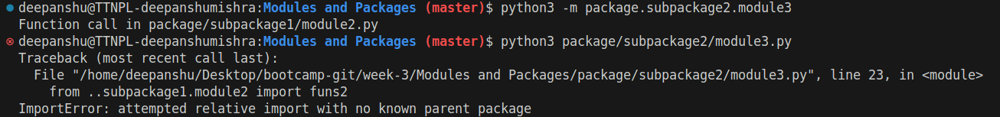 deepanshu@TTNPL-deepanshumishra:Modules and Packages (master)$ python3 -m package.subpackage2.module3
Function call in package/subpackage1/module2.py
deepanshu@TTNPL-deepanshumishra:Modules and Packages (master)$ python3 package/subpackage2/module3.py
Traceback (most recent call last):
  File "/home/deepanshu/Desktop/bootcamp-git/week-3/Modules and Packages/package/subpackage2/module3.py", line 23, in <module>
    from ..subpackage1.module2 import funs2
ImportError: attempted relative import with no known parent package